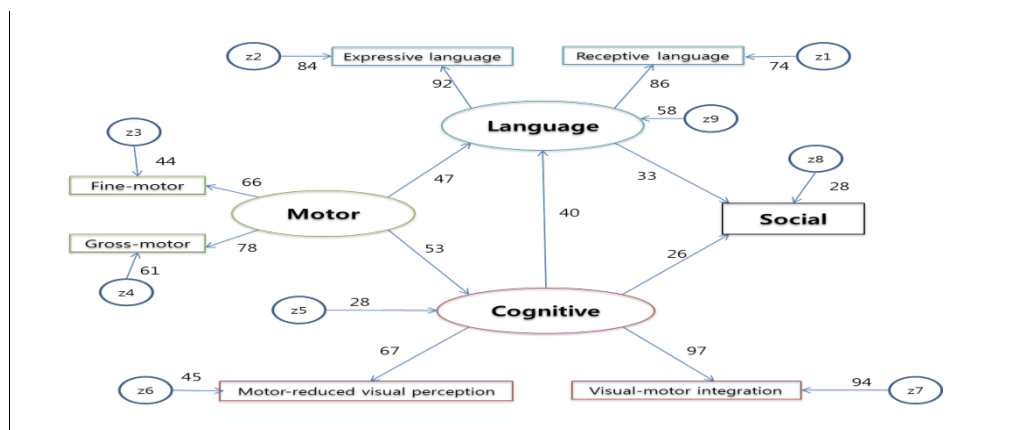 z2
84
Expressive language
Receptive language
74
z1
92
86
Language
58
z9
z3
44
Fine-motor
66
47
33
z8
28
Motor
40
Social
Gross-motor
78
53
26
61
z4
z5
28
Cognitive
67
97
z6
45
Motor-reduced visual perception
Visual-motor integration
94
z7